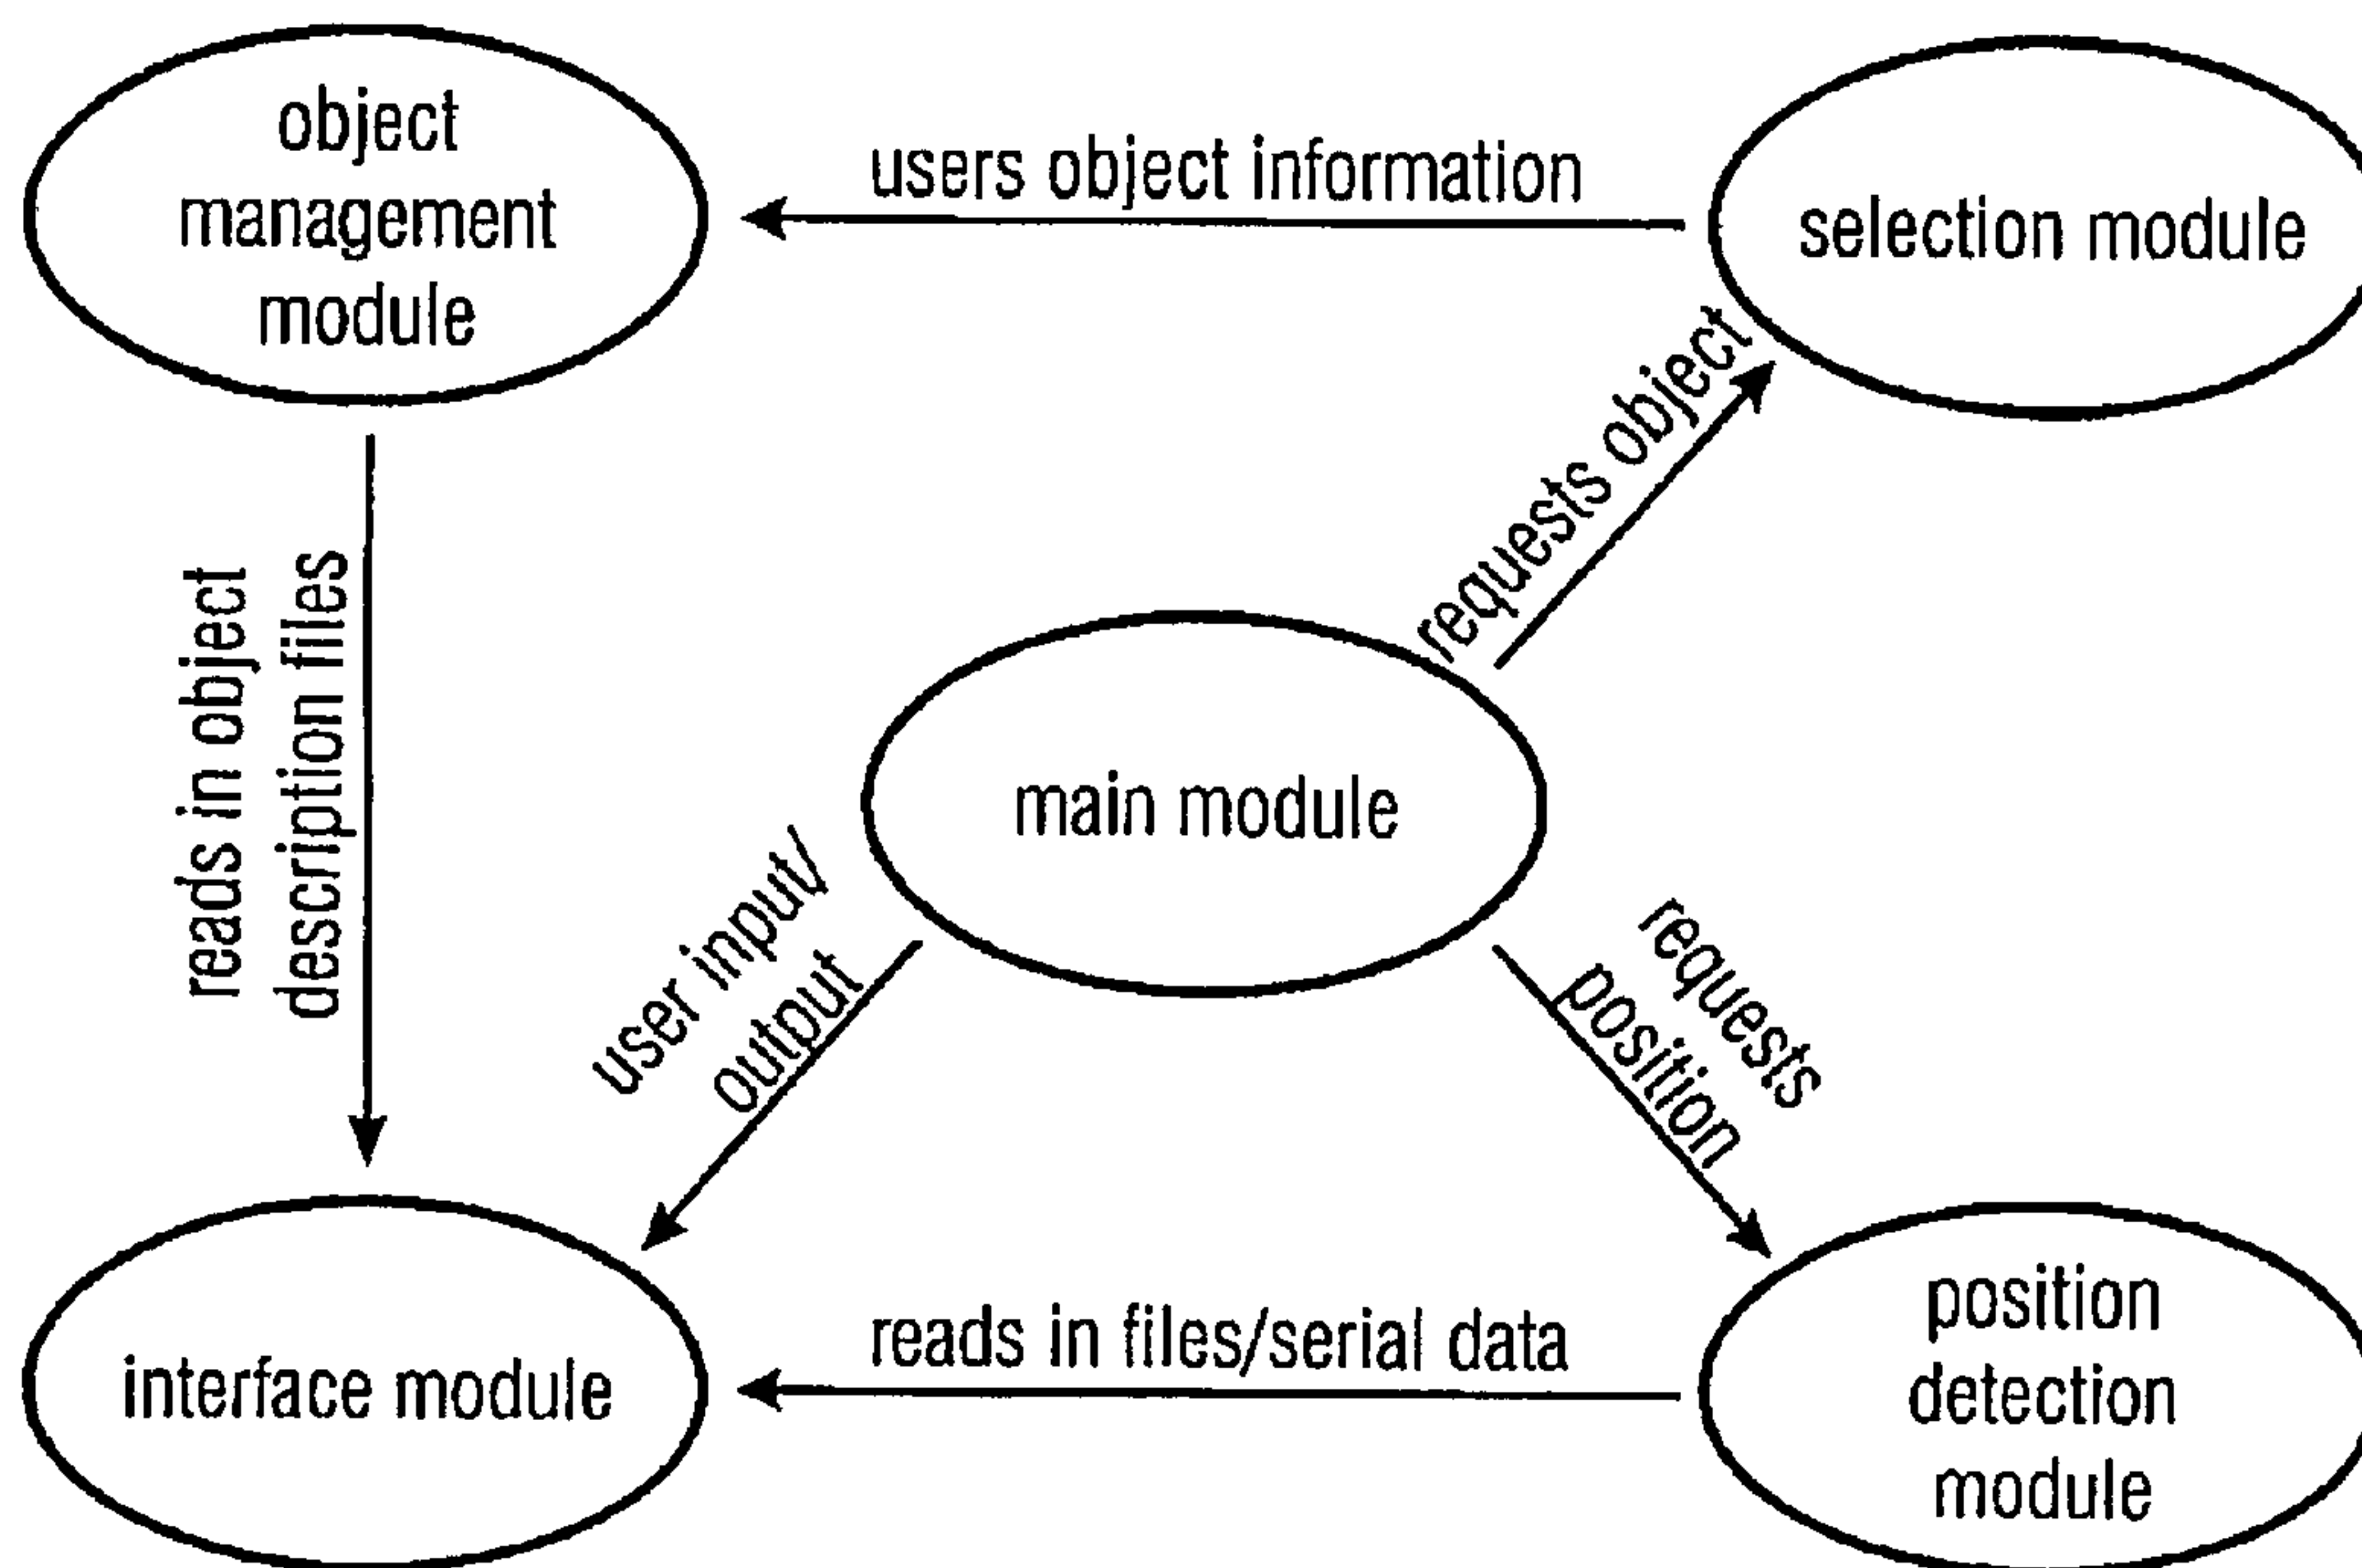 object
management
module
users object information
selection module
requests object
reads in object
description files
main module
user input/
output
requests
position
interface module
reads in files/serial data
position
detection
module